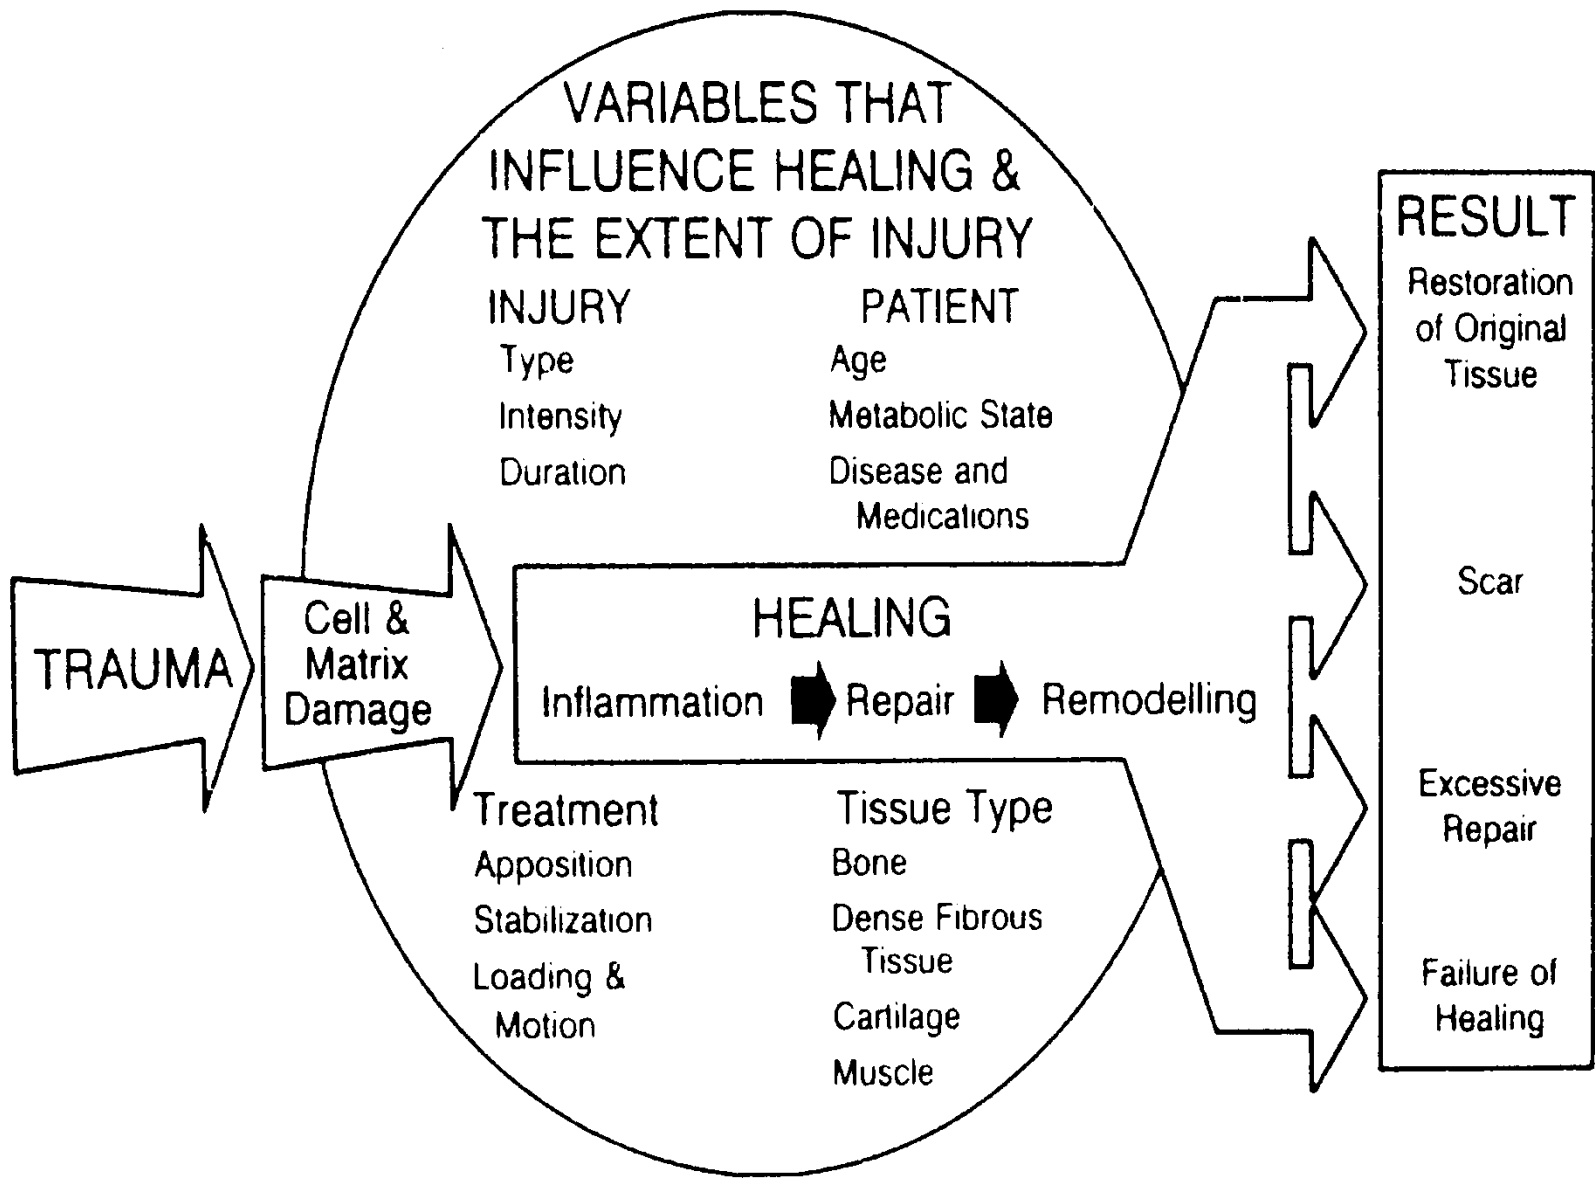 VARIABLES THAT
INFLUENCE HEALING &
THE EXTENT OF INJURY
INJURY
Type
Intensity
Duration
PATIENT
Age
Metabolic State
Disease and
Medications
TRAUMA
Cell &
Matrix
Damage
HEALING
Inflammation Repair Remodelling
Treatment
Apposition
Stabilization
Loading &
Motion
Tissue Type
Bone
Dense Fibrous
Tissue
Cartilage
Muscle
RESULT
Restoration
of Original
Tissue
Scar
Excessive
Repair
Failure of
Healing